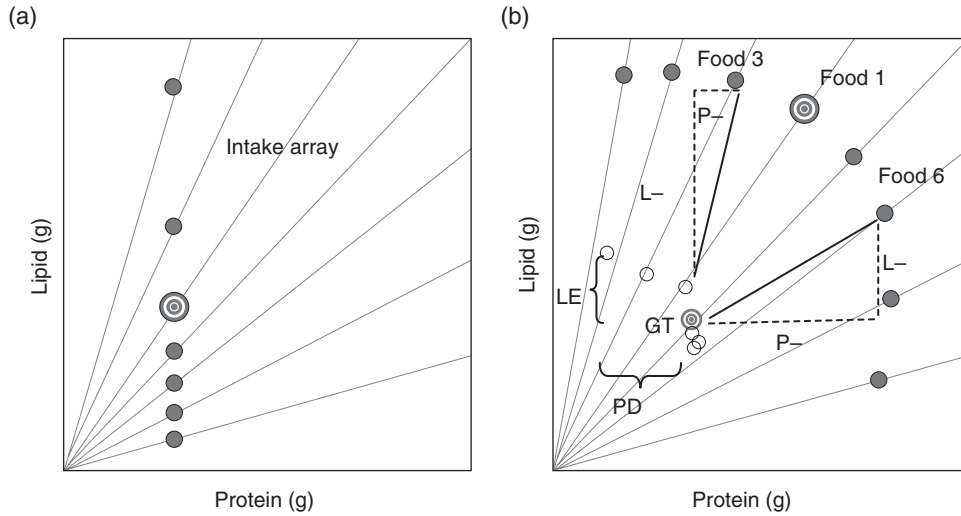 (a)
Intake array
Lipid (g)
Protein (g)
(b)
Food 3
Food 1
P–
Food 6
L–
L–
LE
GT
P–
PD
Lipid (g)
Protein (g)